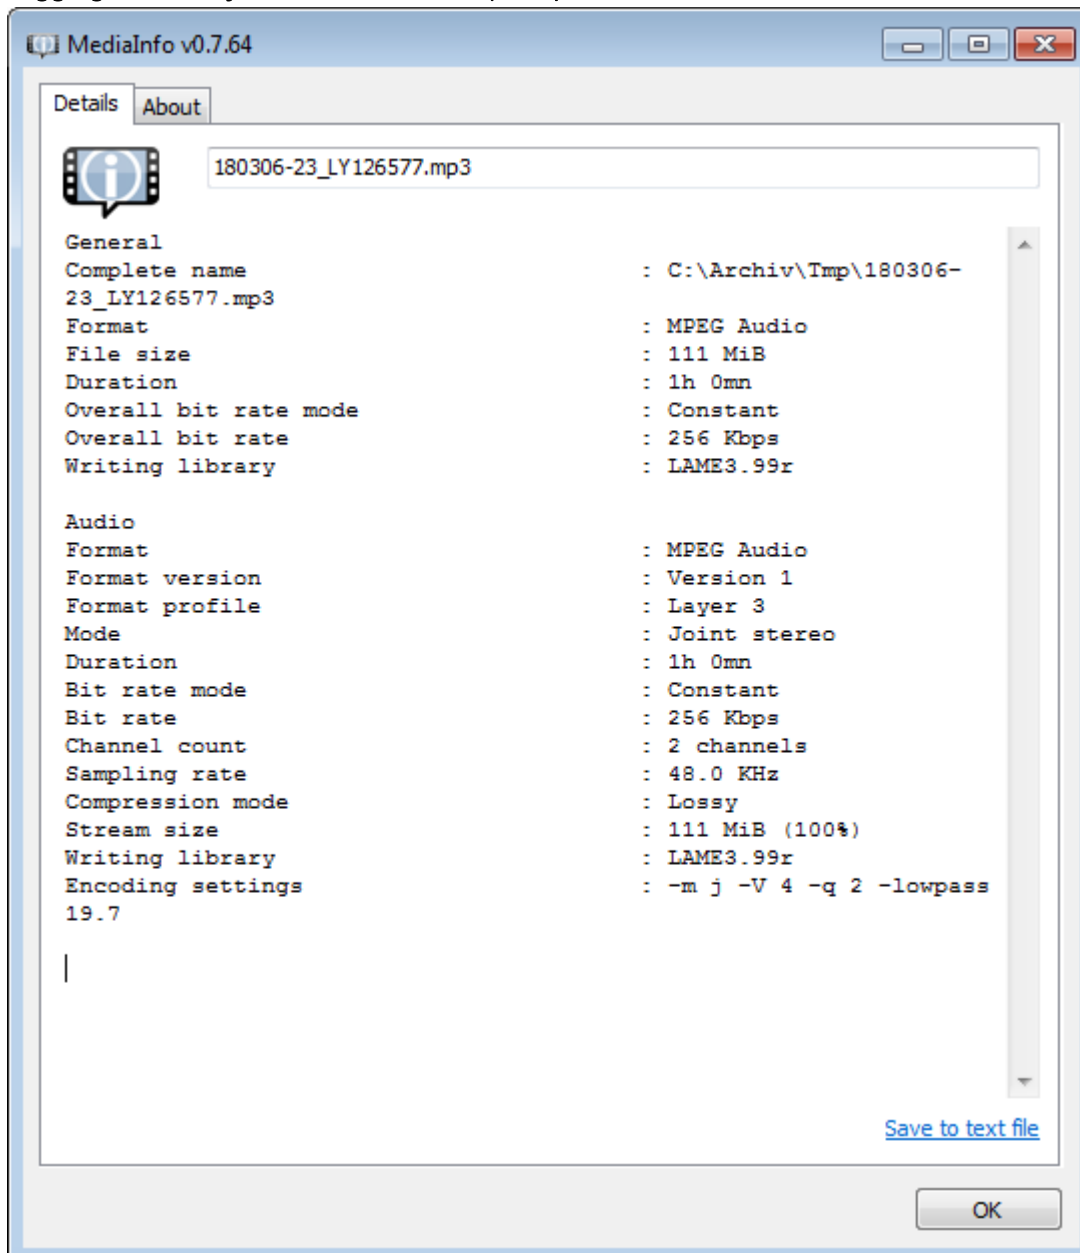 MediaInfo v0.7.64
Details About
180306-23_LY126577.mp3
General
Complete name : C:\Archiv\Tmp\180306-
23_LY126577.mp3
Format : MPEG Audio
File size : 111 MiB
Duration : 1h 0mn
Overall bit rate mode : Constant
Overall bit rate : 256 Kbps
Writing library : LAME3.99r
Audio
Format : MPEG Audio
Format version : Version 1
Format profile : Layer 3
Mode : Joint stereo
Duration : 1h 0mn
Bit rate mode : Constant
Bit rate : 256 Kbps
Channel count : 2 channels
Sampling rate : 48.0 KHz
Compression mode : Lossy
Stream size : 111 MiB (100%)
Writing library : LAME3.99r
Encoding settings : -m j -V 4 -q 2 -lowpass
19.7
Save to text file
OK